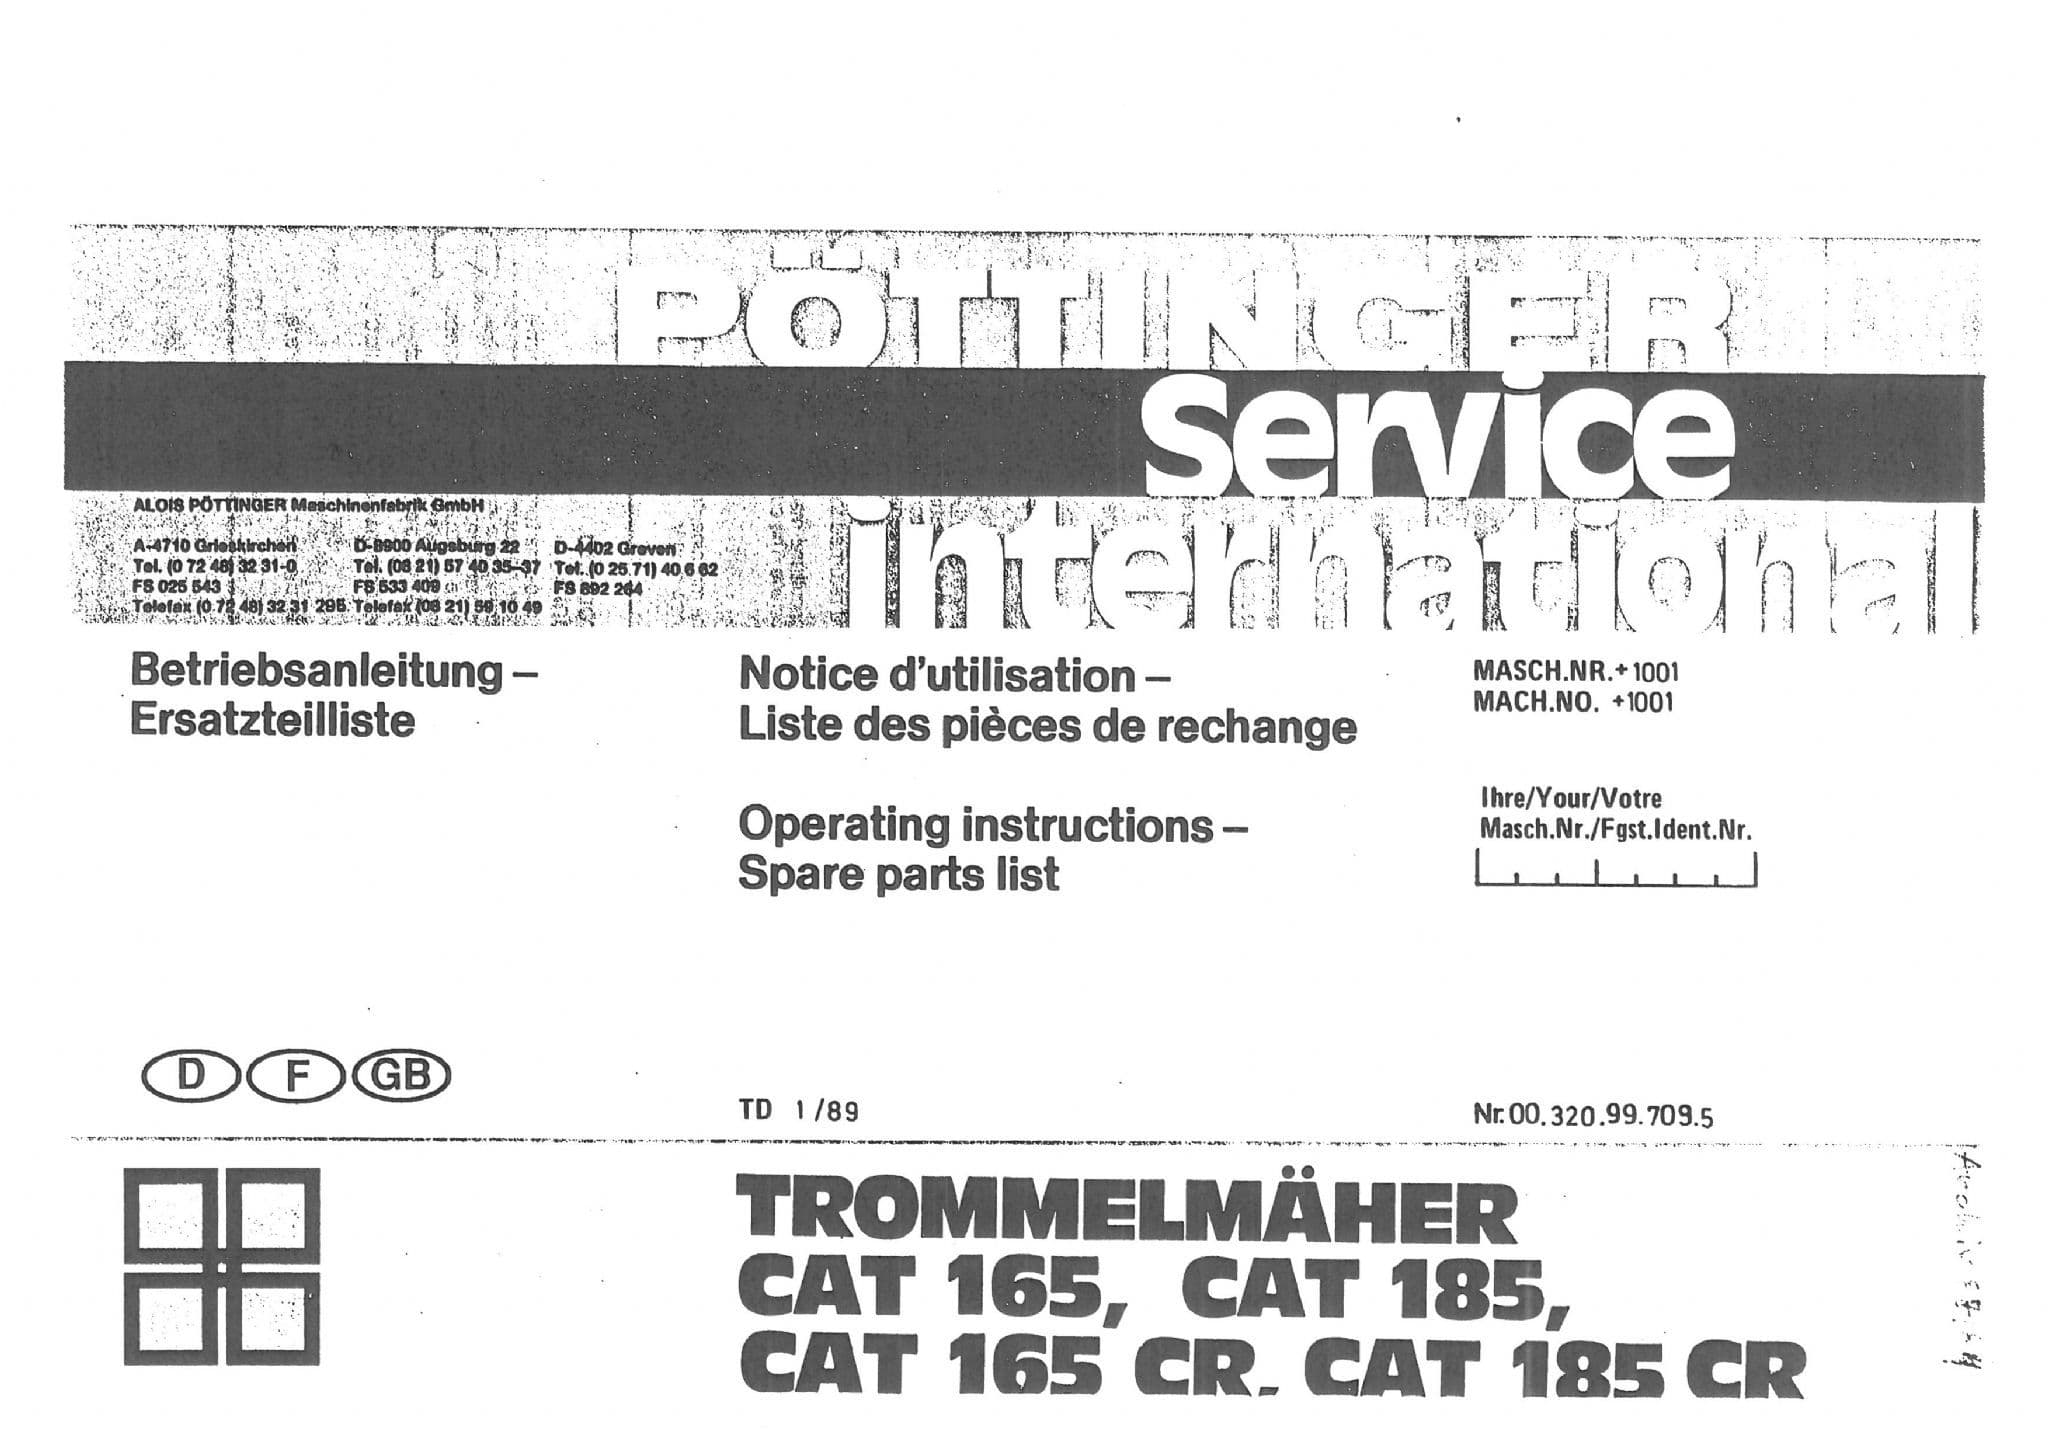 PÖTTINGER
Service
international
ALOIS PÖTTINGER Maschinenfabrik GmbH
A-4710 Grieskirchen
Tel. (0 72 48) 32 31-0
FS 025 543
Telefax (0 72 48) 32 31 295
D-8900 Augsburg 22
Tel. (08 21) 57 40 35–37
FS 533 409
Telefax (08 21) 59 10 49
D-4402 Greven
Tel. (0 25 71) 40 6 62
FS 892 264
Betriebsanleitung –
Ersatzteilliste
Notice d'utilisation –
Liste des pièces de rechange
Operating instructions –
Spare parts list
MASCH.NR.+1001
MACH.NO. +1001
Ihre/Your/Votre
Masch.Nr./Fgst.Ident.Nr.
D F GB
TD 1/89
Nr.00.320.99.709.5
TROMMELMÄHER
CAT 165, CAT 185,
CAT 165 CR, CAT 185 CR